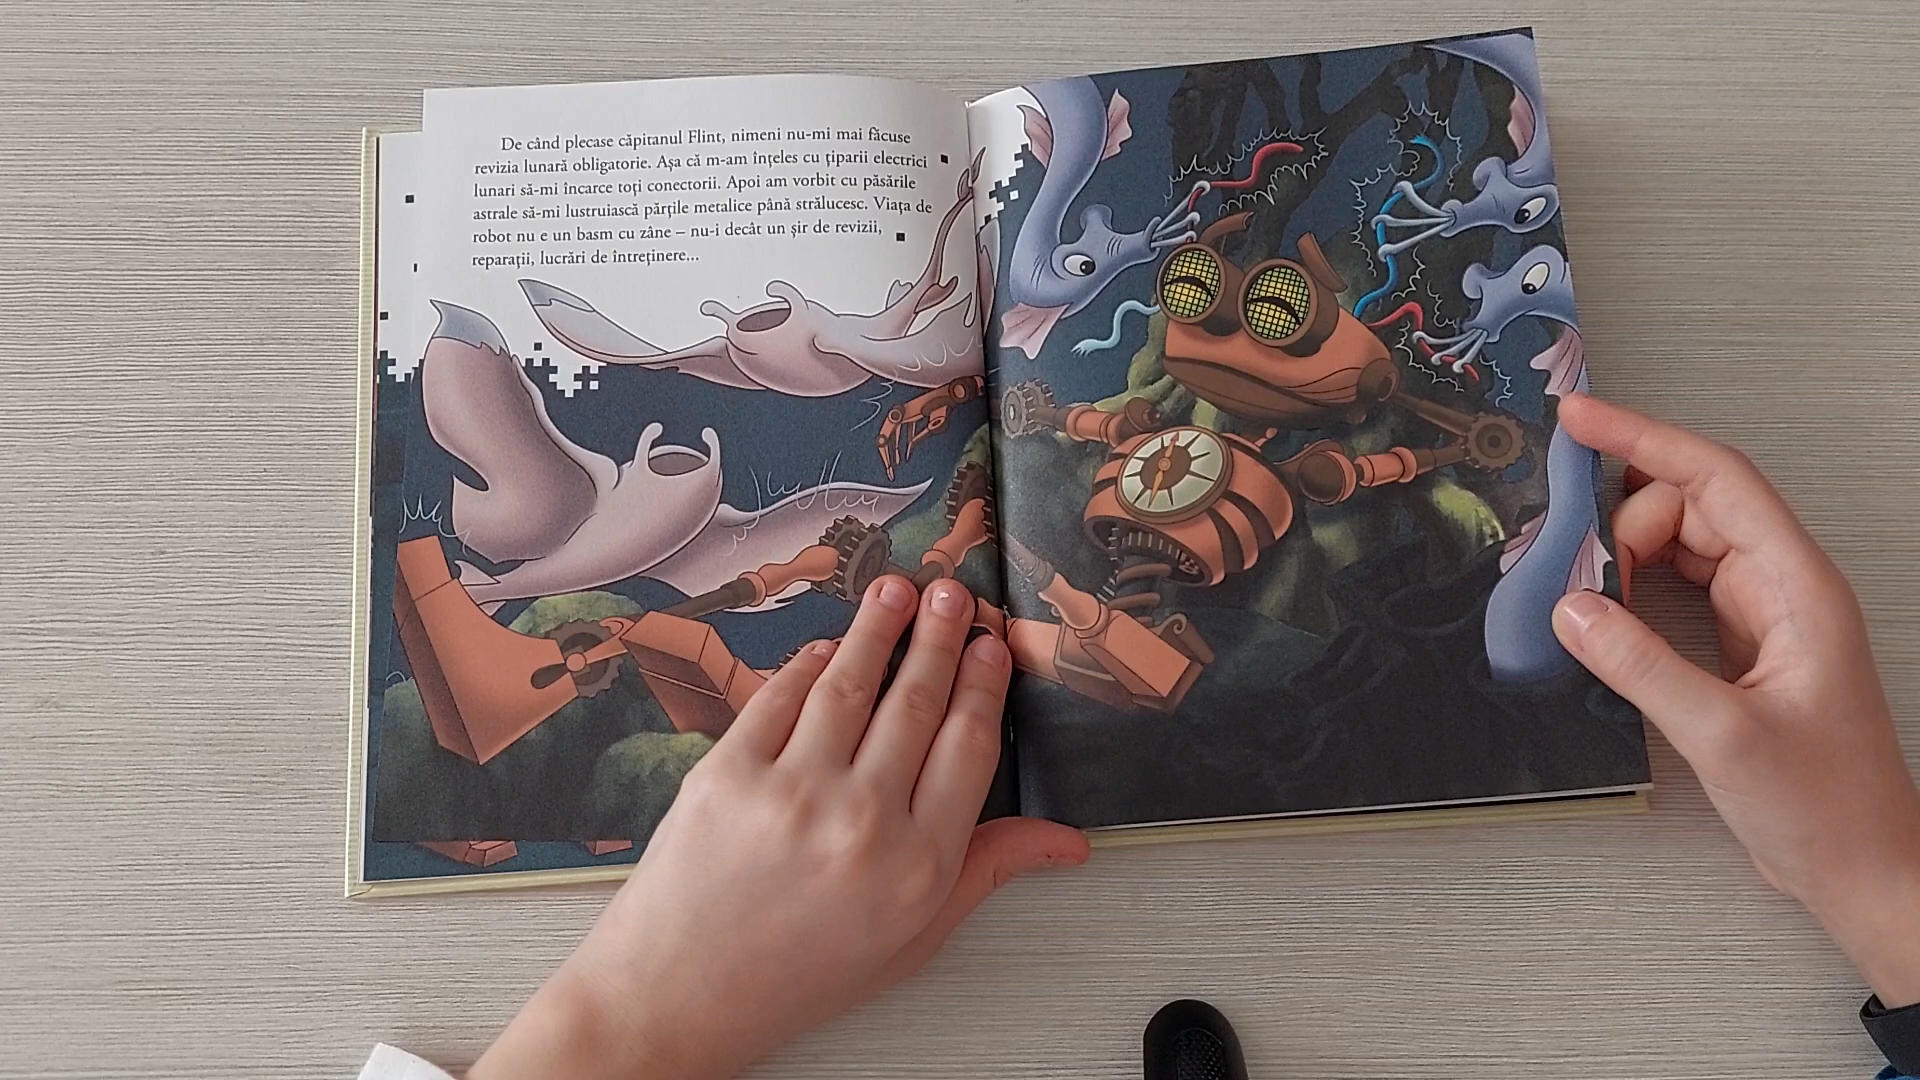 De când plecase căpitanul Flint, nimeni nu-mi mai făcuse
revizia lunară obligatorie. Așa că m-am înțeles cu țiparii electrici
lunari să-mi încarce toți conectorii. Apoi am vorbit cu păsările
astrale să-mi lustruiască părțile metalice până strălucesc. Viața de
robot nu e un basm cu zâne – nu-i decât un șir de revizii,
reparații, lucrări de întreținere...